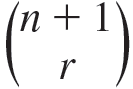 (n + 1
r)